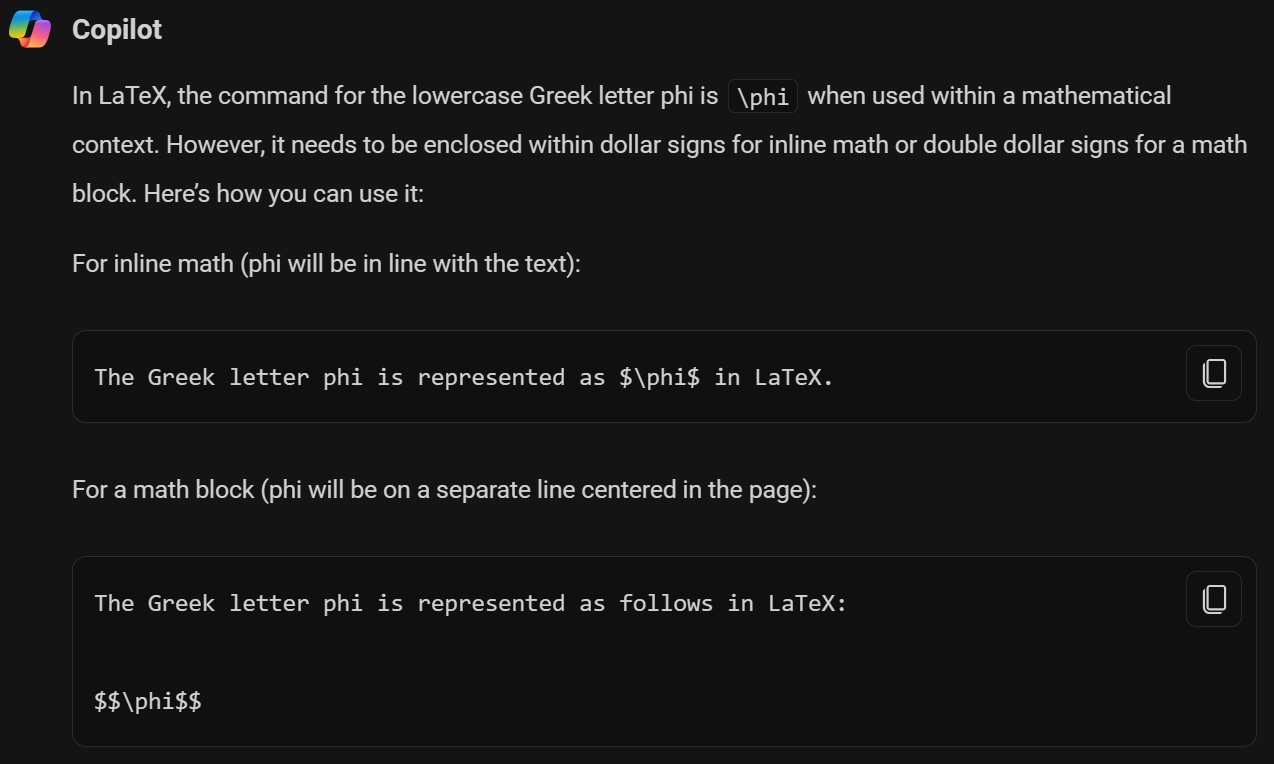 Copilot
In LaTeX, the command for the lowercase Greek letter phi is \phi when used within a mathematical
context. However, it needs to be enclosed within dollar signs for inline math or double dollar signs for a math
block. Here’s how you can use it:
For inline math (phi will be in line with the text):
The Greek letter phi is represented as $\phi$ in LaTeX.
For a math block (phi will be on a separate line centered in the page):
The Greek letter phi is represented as follows in LaTeX:
$$\phi$$